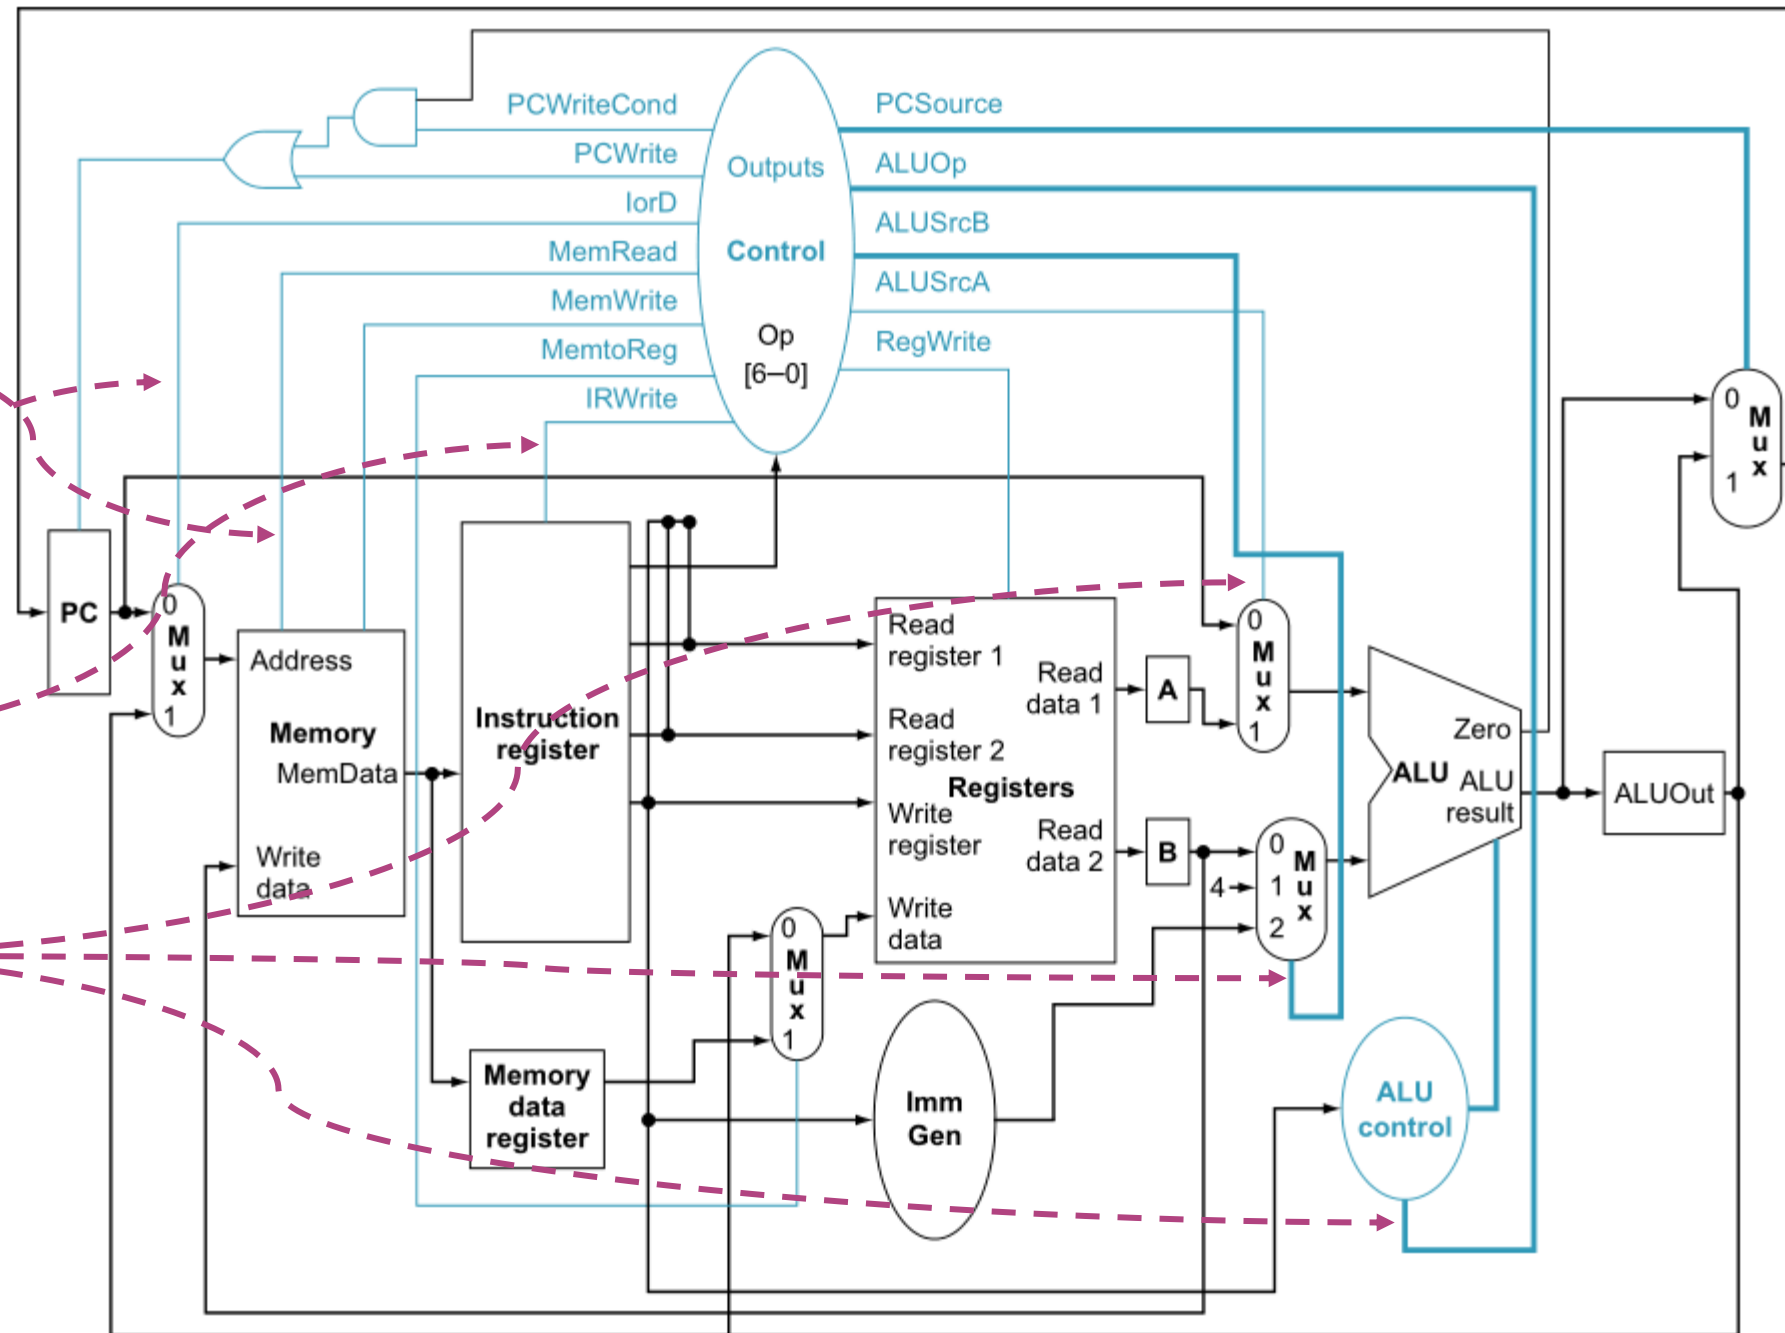 PCWriteCond
PCWrite
IorD
MemRead
MemWrite
MemtoReg
IRWrite
Outputs
Control
Op
[6–0]
PCSource
ALUOp
ALUSrcB
ALUSrcA
RegWrite
0
M
u
x
1
PC
0
M
u
x
1
Address
Memory
MemData
Write
data
Instruction
register
Memory
data
register
Read
register 1
Read
register 2
Registers
Write
register
Write
data
Read
data 1
Read
data 2
A
B
4
0
M
u
x
1
0
1
2
M
u
x
Zero
ALU
ALU
result
ALUOut
0
M
u
x
1
Imm
Gen
ALU
control